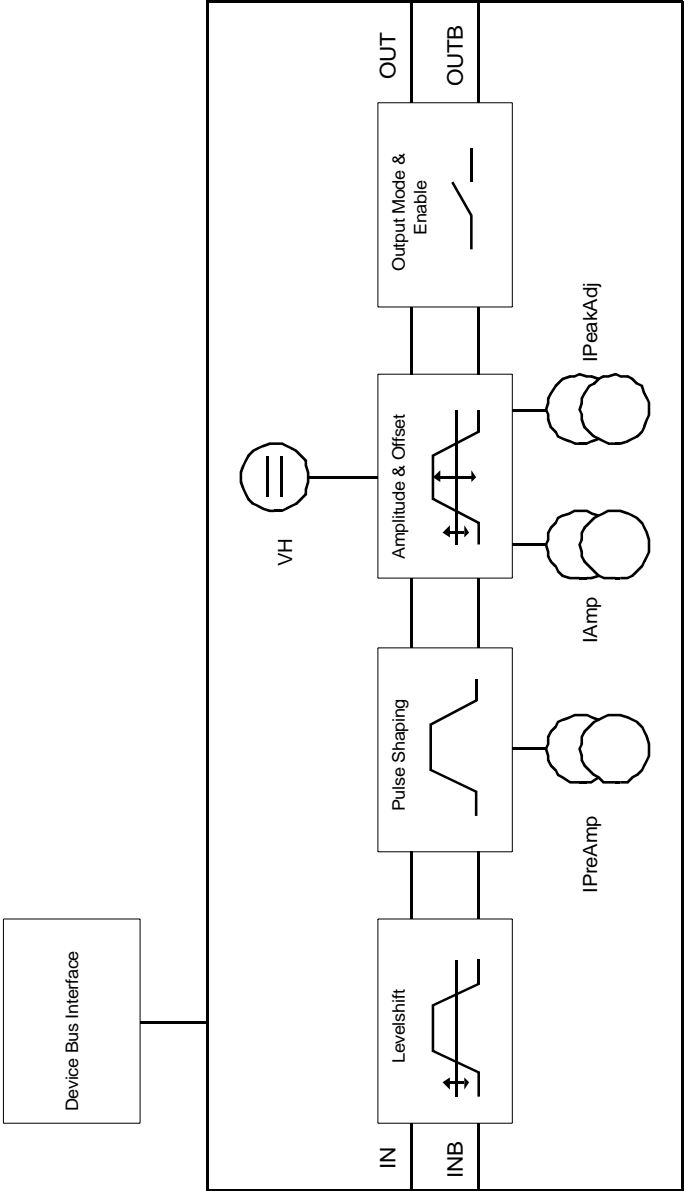 Device Bus Interface
IN
INB
Levelshift
Pulse Shaping
IPreAmp
VH
Amplitude & Offset
IAmp
IPeakAdj
Output Mode &
Enable
OUT
OUTB